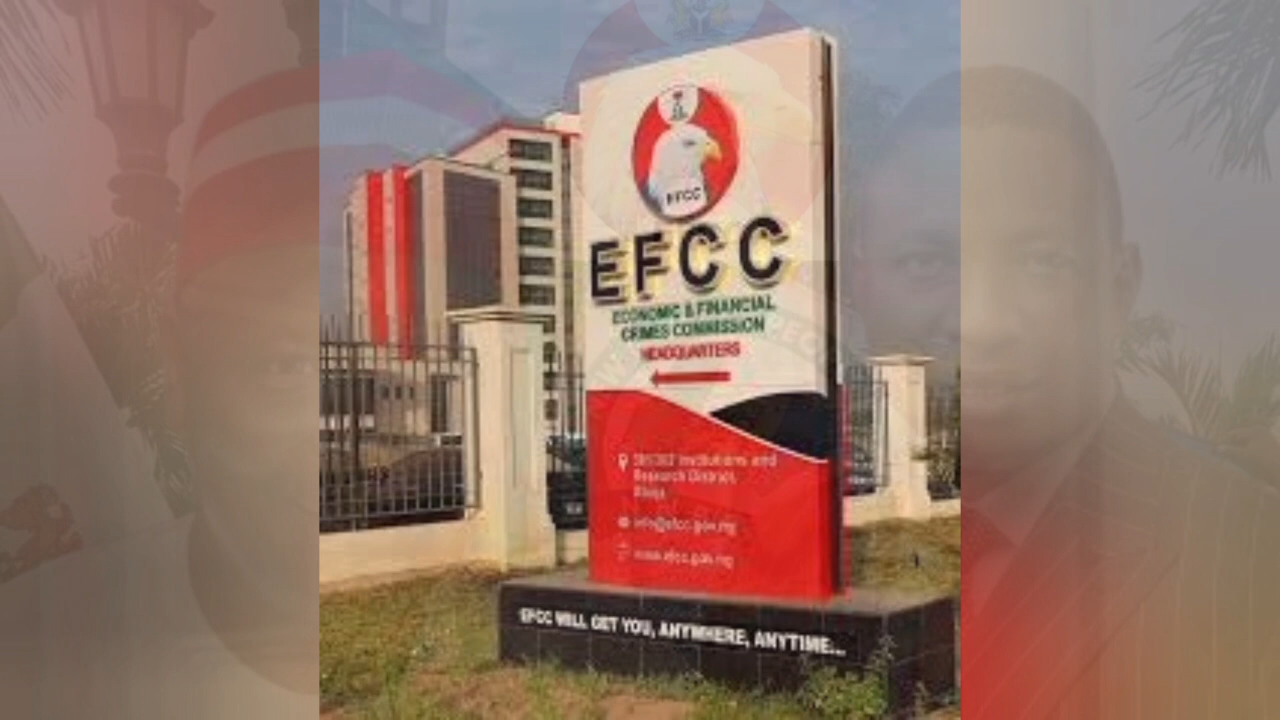 EFCC
EFCC
ECONOMIC & FINANCIAL
CRIMES COMMISSION
HEADQUARTERS
Institutions and
Research District,
info@efcc.gov.ng
www.efcc.gov.ng
EFCC WILL GET YOU, ANYWHERE, ANYTIME...